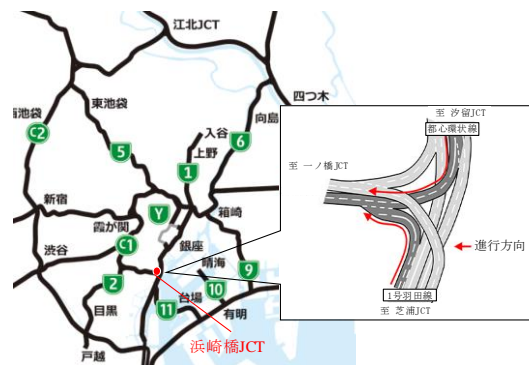 江北JCT
四つ木
東池袋
向島
西池袋
入谷
C2
上野
5
6
1
新宿
箱崎
霞が関
Y
銀座
渋谷
C1
晴海
9
2
台場
10
目黒
11
有明
戸越
浜崎橋JCT
至 汐留JCT
都心環状線
至 一ノ橋JCT
進行方向
1号羽田線
至 芝浦JCT